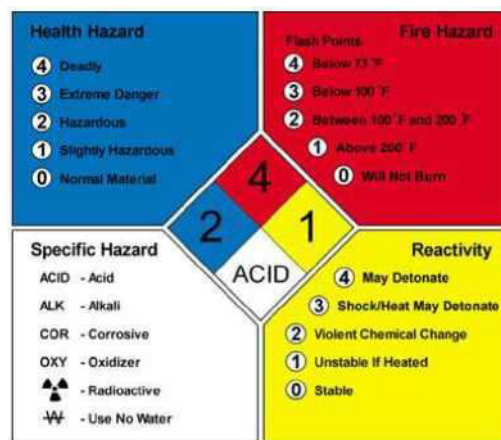 Health Hazard
4 Deadly
3 Extreme Danger
2 Hazardous
1 Slightly Hazardous
0 Normal Material
Fire Hazard
Flash Points
4 Below 73 °F
3 Below 100 °F
2 Between 100 °F and 200 °F
1 Above 200 °F
0 Will Not Burn
4
2
1
ACID
Specific Hazard
ACID - Acid
ALK - Alkali
COR - Corrosive
OXY - Oxidizer
- Radioactive
W - Use No Water
Reactivity
4 May Detonate
3 Shock/Heat May Detonate
2 Violent Chemical Change
1 Unstable If Heated
0 Stable